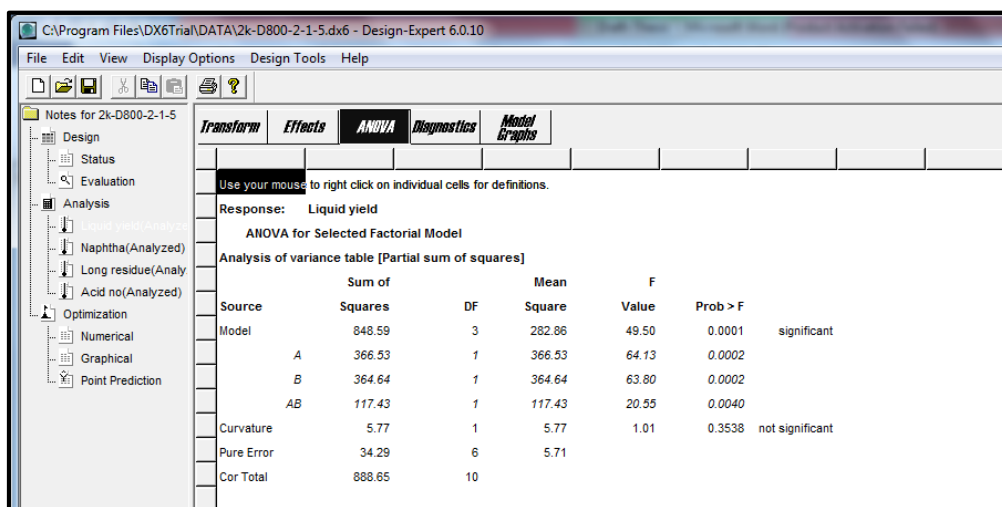 C:\Program Files\DX6Trial\DATA\2k-D800-2-1-5.dx6 - Design-Expert 6.0.10
File Edit View Display Options Design Tools Help
Notes for 2k-D800-2-1-5
Design
Status
Evaluation
Analysis
Liquid yield(Analyze
Naphtha(Analyzed)
Long residue(Analy
Acid no(Analyzed)
Optimization
Numerical
Graphical
Point Prediction
Transform Effects ANOVA Diagnostics Model Graphs
Use your mouse to right click on individual cells for definitions.
Response: Liquid yield
ANOVA for Selected Factorial Model
Analysis of variance table [Partial sum of squares]
Sum of Mean F
Source Squares DF Square Value Prob > F
Model 848.59 3 282.86 49.50 0.0001 significant
A 366.53 1 366.53 64.13 0.0002
B 364.64 1 364.64 63.80 0.0002
AB 117.43 1 117.43 20.55 0.0040
Curvature 5.77 1 5.77 1.01 0.3538 not significant
Pure Error 34.29 6 5.71
Cor Total 888.65 10